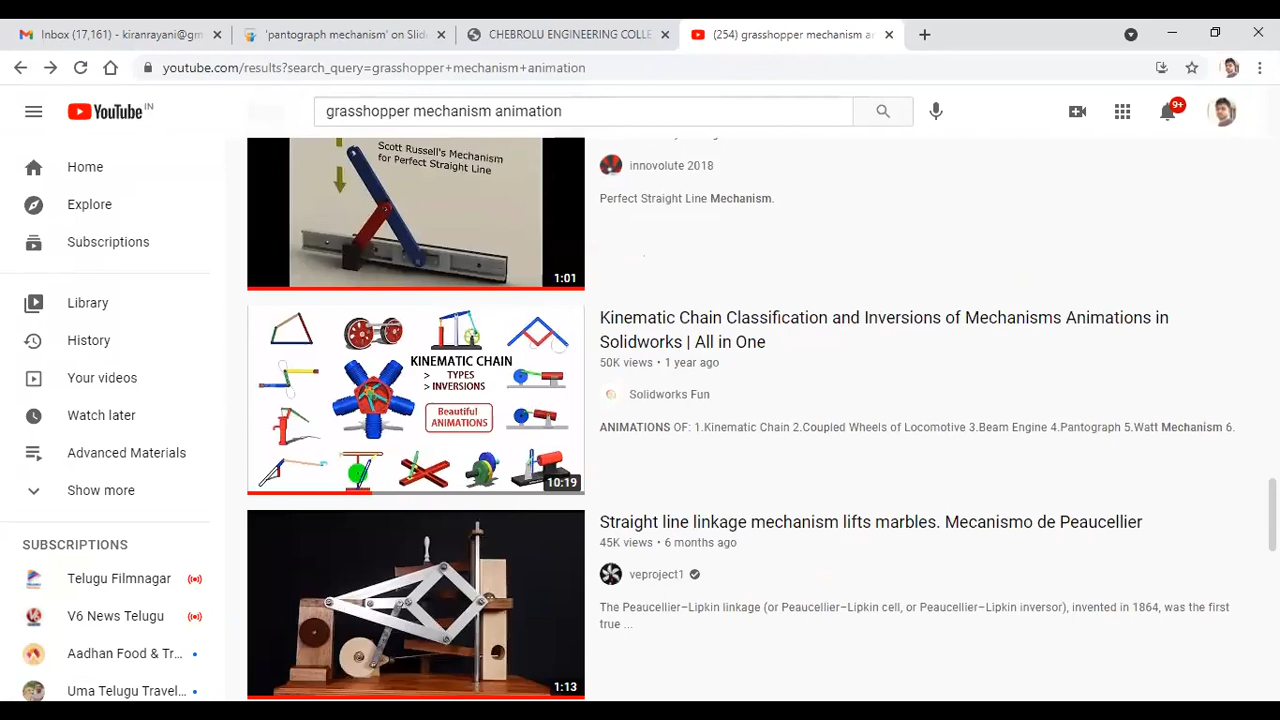 Inbox (17,161) - kiranrayani@gm
'pantograph mechanism' on Slid
CHEBROLU ENGINEERING COLLE
(254) grasshopper mechanism an
youtube.com/results?search_query=grasshopper+mechanism+animation
YouTube IN
grasshopper mechanism animation
9+
Home
Explore
Subscriptions
Library
History
Your videos
Watch later
Advanced Materials
Show more
SUBSCRIPTIONS
Telugu Filmnagar
V6 News Telugu
Aadhan Food & Tr...
Uma Telugu Travel...
Scott Russell's Mechanism
for Perfect Straight Line
1:01
innovolute 2018
Perfect Straight Line Mechanism.
KINEMATIC CHAIN
> TYPES
> INVERSIONS
Beautiful
ANIMATIONS
10:19
Kinematic Chain Classification and Inversions of Mechanisms Animations in
Solidworks | All in One
50K views • 1 year ago
Solidworks Fun
ANIMATIONS OF: 1.Kinematic Chain 2.Coupled Wheels of Locomotive 3.Beam Engine 4.Pantograph 5.Watt Mechanism 6.
1:13
Straight line linkage mechanism lifts marbles. Mecanismo de Peaucellier
45K views • 6 months ago
veproject1
The Peaucellier–Lipkin linkage (or Peaucellier–Lipkin cell, or Peaucellier–Lipkin inversor), invented in 1864, was the first
true ...